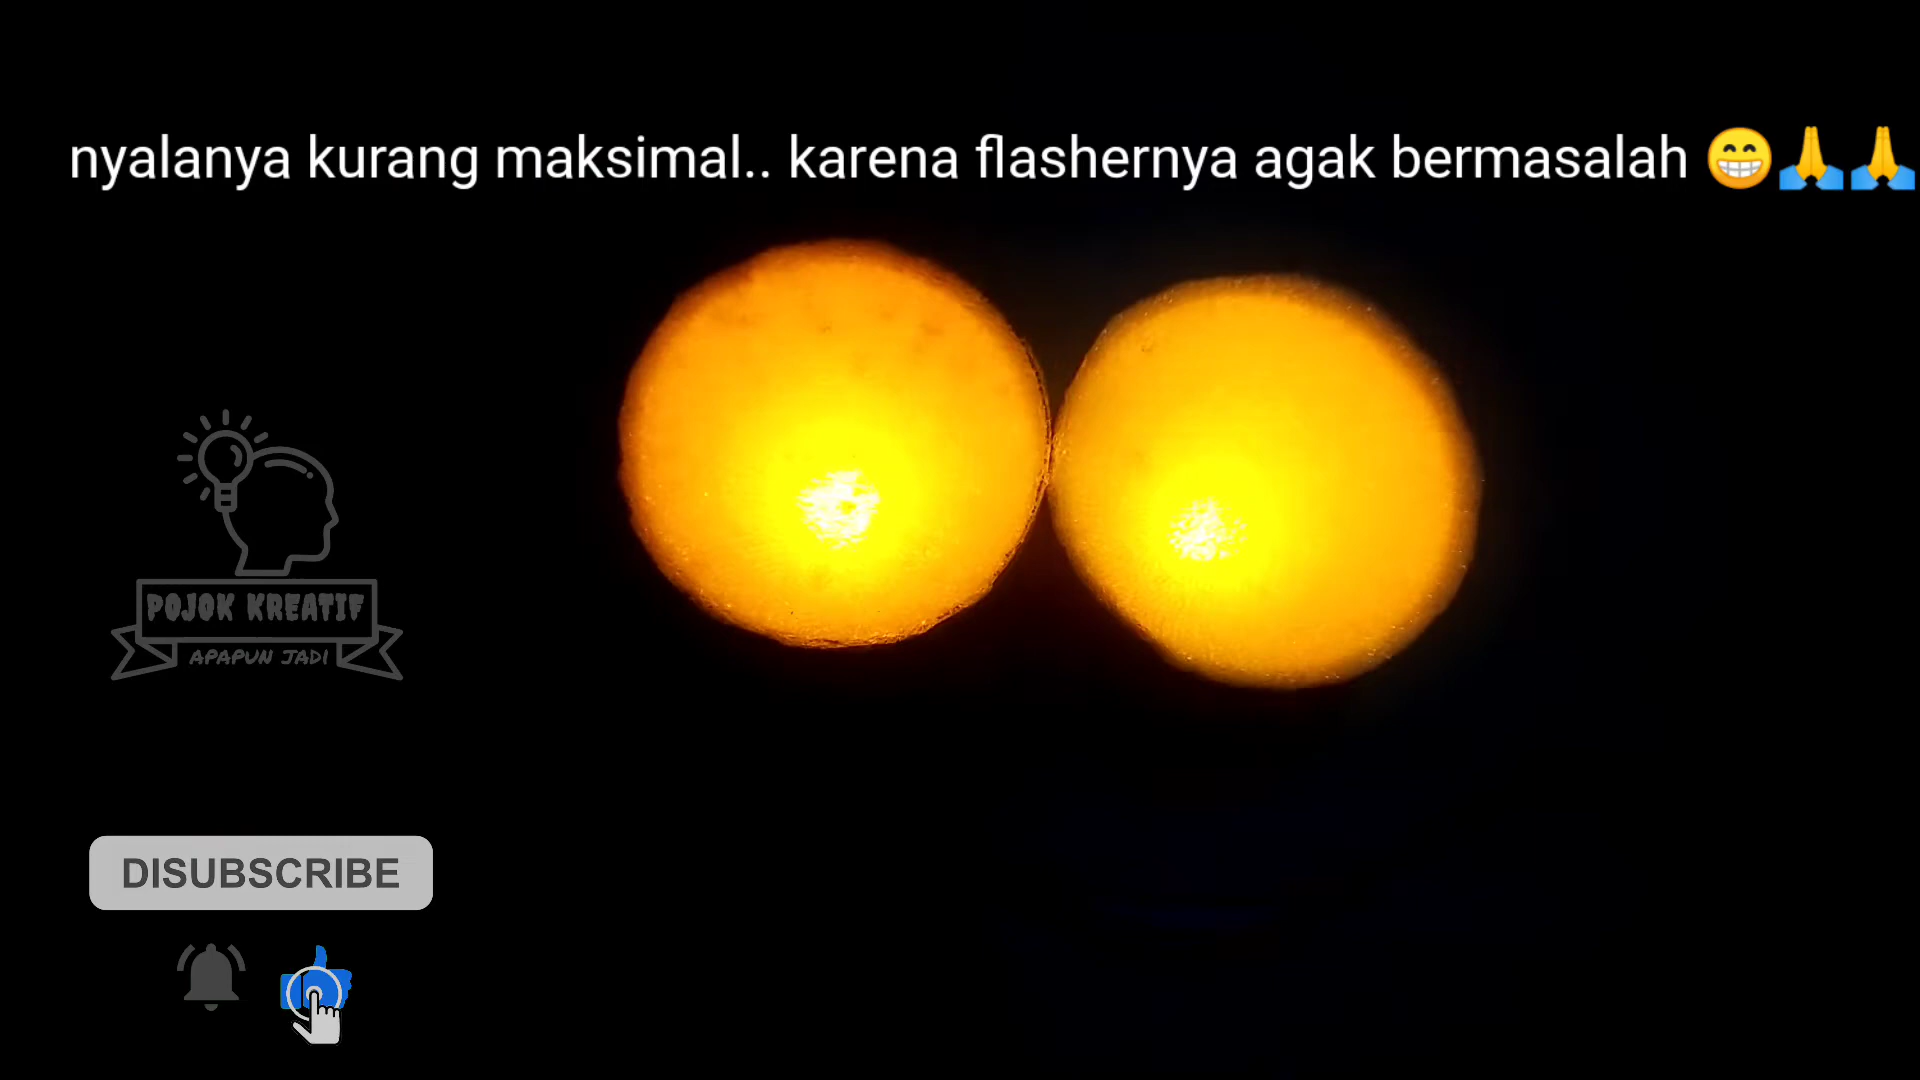 nyalanya kurang maksimal.. karena flashernya agak bermasalah 😁🙏🙏
POJOK KREATIF
APAPUN JADI
DISUBSCRIBE